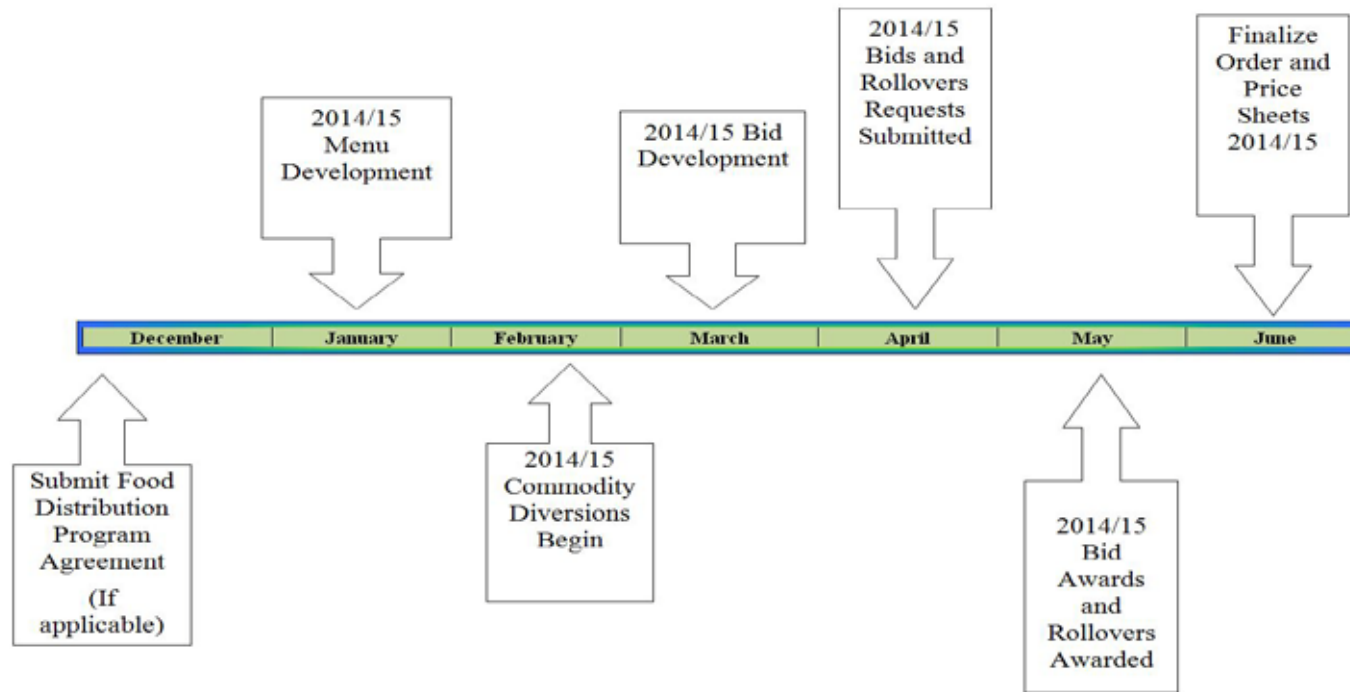 2014/15
Menu
Development
2014/15 Bid
Development
2014/15
Bids and
Rollovers
Requests
Submitted
Finalize
Order and
Price
Sheets
2014/15
December
January
February
March
April
May
June
Submit Food
Distribution
Program
Agreement
(If
applicable)
2014/15
Commodity
Diversions
Begin
2014/15
Bid
Awards
and
Rollovers
Awarded